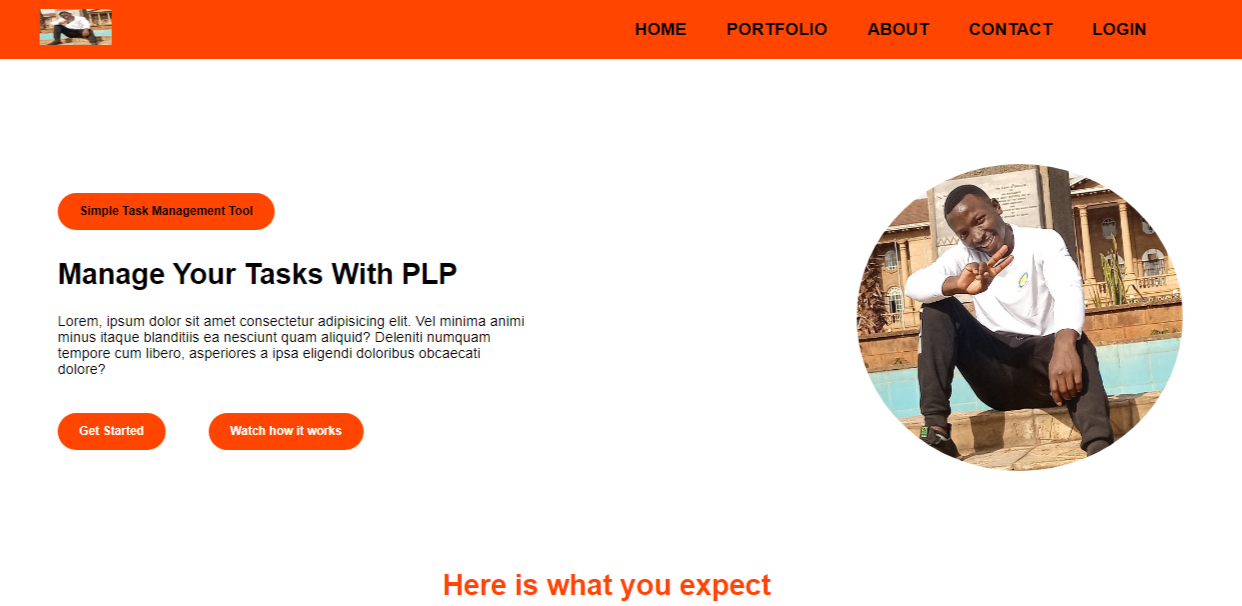 HOME PORTFOLIO ABOUT CONTACT LOGIN
Simple Task Management Tool
Manage Your Tasks With PLP
Lorem, ipsum dolor sit amet consectetur adipisicing elit. Vel minima animi
minus itaque blanditiis ea nesciunt quam aliquid? Deleniti numquam
tempore cum libero, asperiores a ipsa eligendi doloribus obcaecati
dolore?
Get Started Watch how it works
Here is what you expect